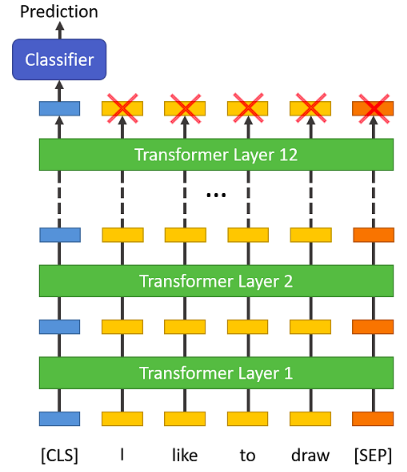 Prediction
Classifier
Transformer Layer 12
...
Transformer Layer 2
Transformer Layer 1
[CLS] I like to draw [SEP]